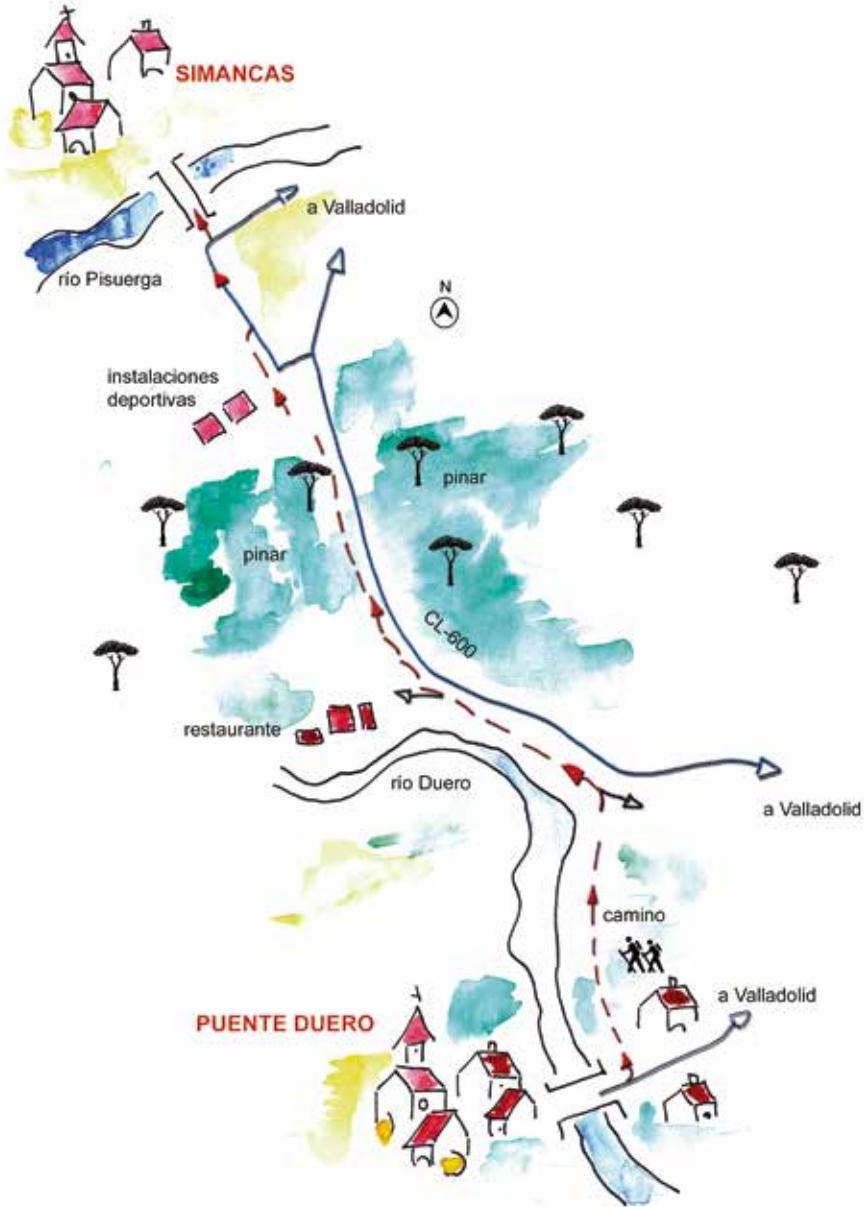 SIMANCAS
a Valladolid
río Pisuerga
N
instalaciones
deportivas
pinar
pinar
CL-600
restaurante
río Duero
a Valladolid
camino
a Valladolid
PUENTE DUERO